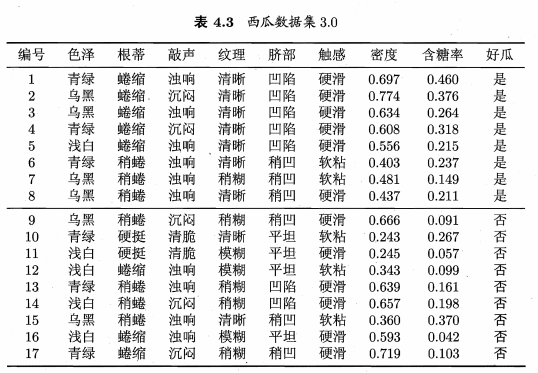 表 4.3 西瓜数据集3.0
编号 色泽 根蒂 敲声 纹理 脐部 触感 密度 含糖率 好瓜
1 青绿 蜷缩 浊响 清晰 凹陷 硬滑 0.697 0.460 是
2 乌黑 蜷缩 沉闷 清晰 凹陷 硬滑 0.774 0.376 是
3 乌黑 蜷缩 浊响 清晰 凹陷 硬滑 0.634 0.264 是
4 青绿 蜷缩 沉闷 清晰 凹陷 硬滑 0.608 0.318 是
5 浅白 蜷缩 浊响 清晰 凹陷 硬滑 0.556 0.215 是
6 青绿 稍蜷 浊响 清晰 稍凹 软粘 0.403 0.237 是
7 乌黑 稍蜷 浊响 稍糊 稍凹 软粘 0.481 0.149 是
8 乌黑 稍蜷 浊响 清晰 稍凹 硬滑 0.437 0.211 是
9 乌黑 稍蜷 沉闷 稍糊 稍凹 硬滑 0.666 0.091 否
10 青绿 硬挺 清脆 清晰 平坦 软粘 0.243 0.267 否
11 浅白 硬挺 清脆 模糊 平坦 硬滑 0.245 0.057 否
12 浅白 蜷缩 浊响 模糊 平坦 软粘 0.343 0.099 否
13 青绿 稍蜷 浊响 稍糊 凹陷 硬滑 0.639 0.161 否
14 浅白 稍蜷 沉闷 稍糊 凹陷 硬滑 0.657 0.198 否
15 乌黑 稍蜷 浊响 清晰 稍凹 软粘 0.360 0.370 否
16 浅白 蜷缩 浊响 模糊 平坦 硬滑 0.593 0.042 否
17 青绿 蜷缩 沉闷 稍糊 稍凹 硬滑 0.719 0.103 否